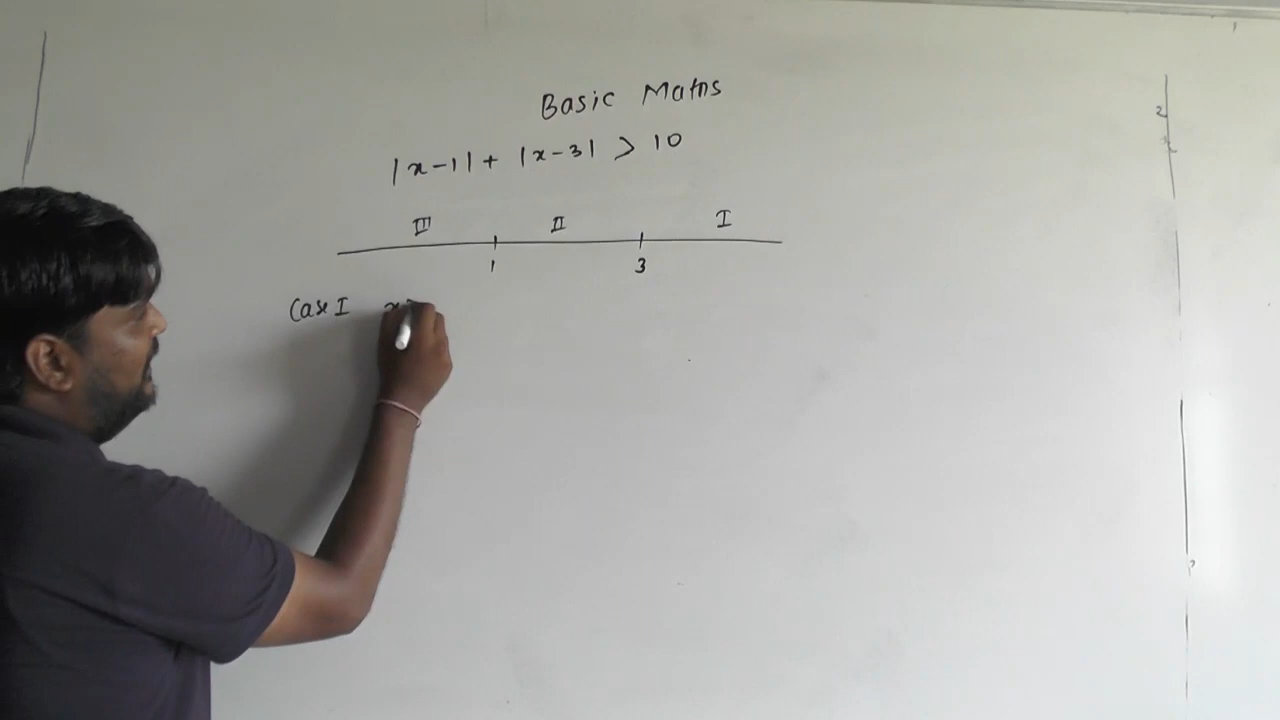 Basic Maths
|x-1| + |x-3| > 10
III II I
1 3
Case I x